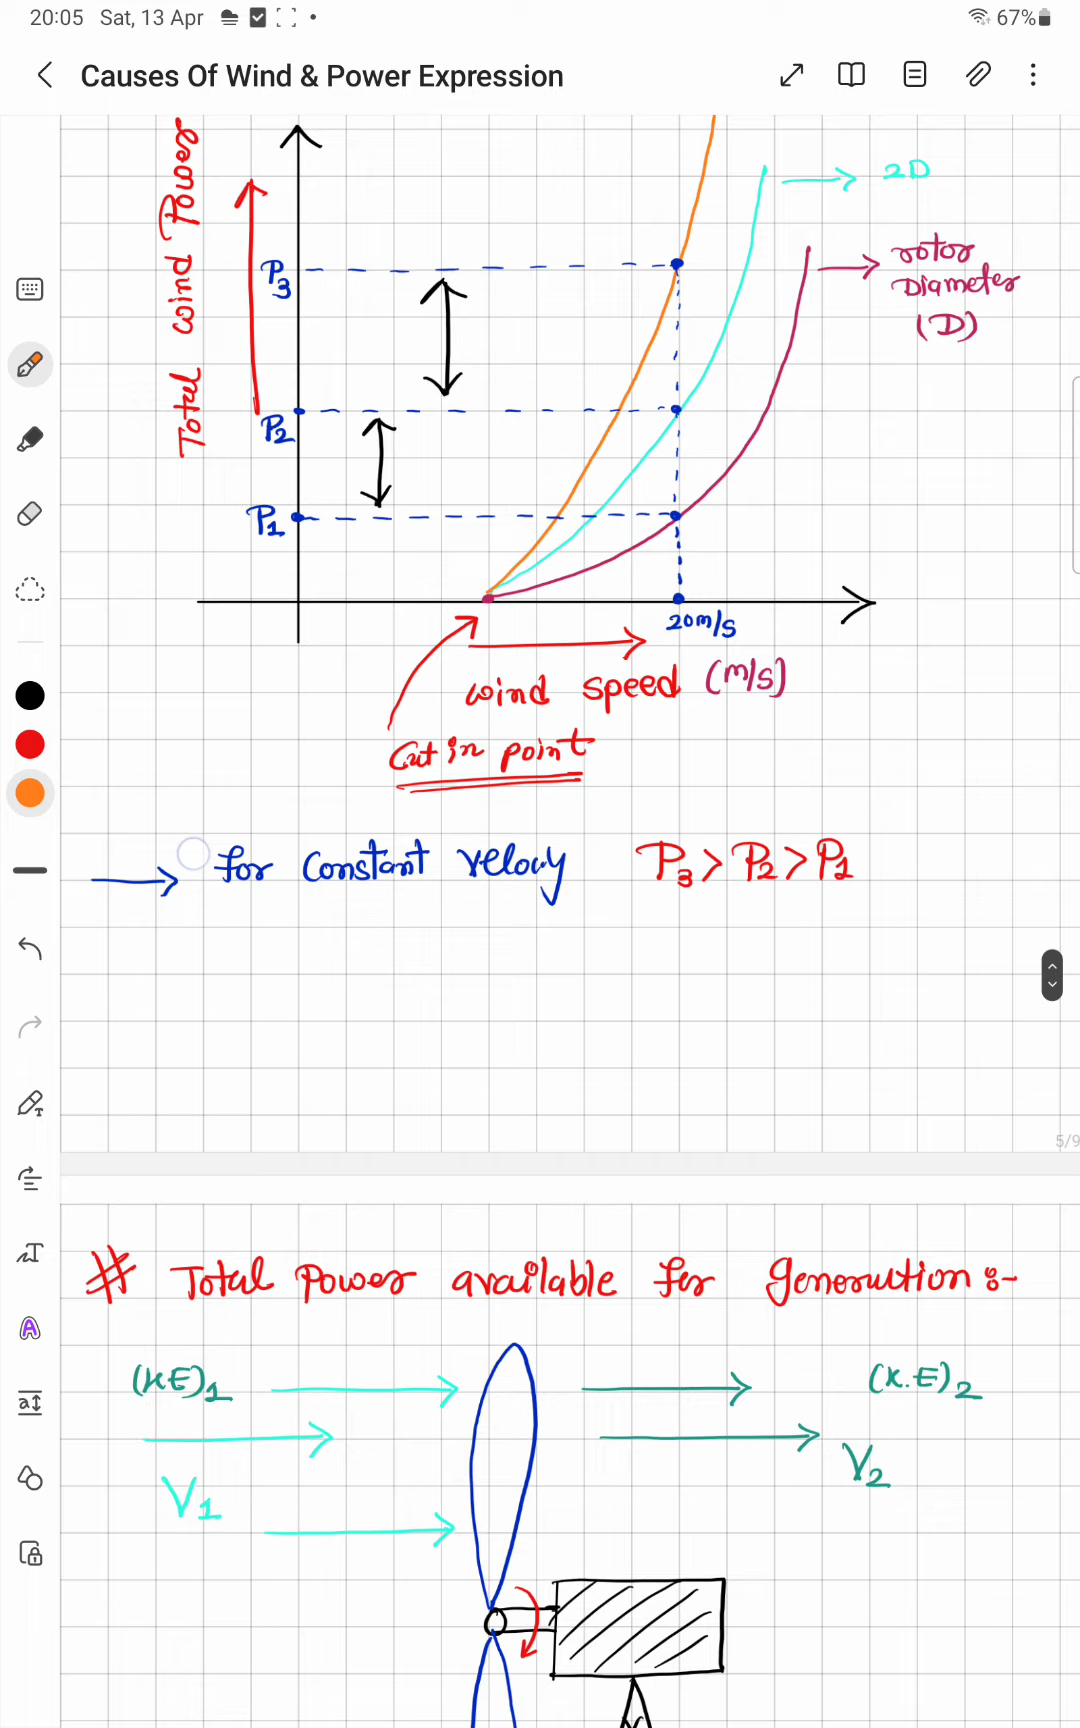 20:05 Sat, 13 Apr 67%
Causes Of Wind & Power Expression
Total wind Power
2D
rotor
Diameter
(D)
P3
P2
P1
20m/s
wind speed (m/s)
Cut in point
for Constant velocity P3 > P2 > P1
5/9
# Total Power available for generation :-
(KE)1 (K.E)2
V1 V2